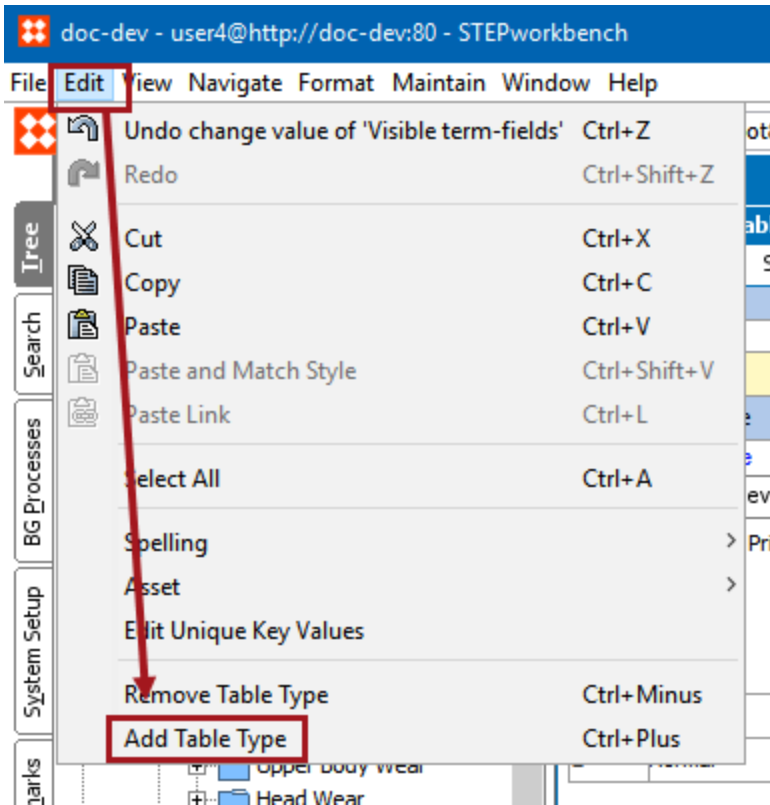 doc-dev - user4@http://doc-dev:80 - STEPworkbench
File Edit View Navigate Format Maintain Window Help
Undo change value of 'Visible term-fields' Ctrl+Z
Redo Ctrl+Shift+Z
Cut Ctrl+X
Copy Ctrl+C
Paste Ctrl+V
Paste and Match Style Ctrl+Shift+V
Paste Link Ctrl+L
Select All Ctrl+A
Spelling
Asset
Edit Unique Key Values
Remove Table Type Ctrl+Minus
Add Table Type Ctrl+Plus
Upper Body Wear
Head Wear
Tree
Search
BG Processes
System Setup